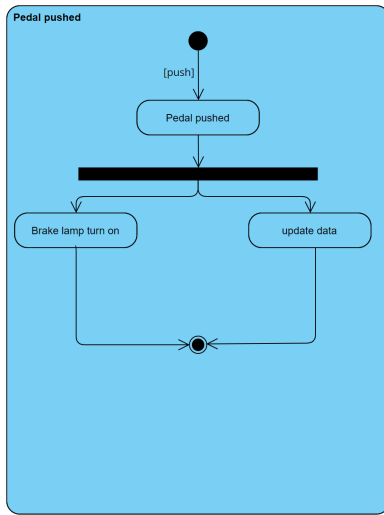 Pedal pushed
[push]
Pedal pushed
Brake lamp turn on
update data